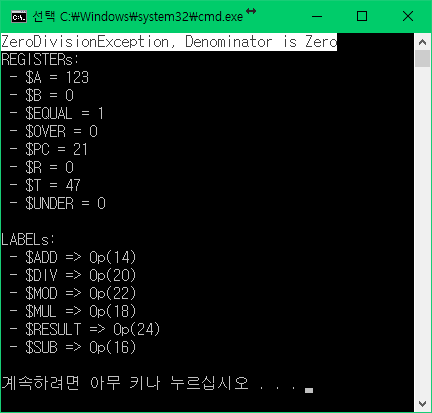 선택 C:₩Windows₩system32₩cmd.exe
ZeroDivisionException, Denominator is Zero
REGISTERs:
- $A = 123
- $B = 0
- $EQUAL = 1
- $OVER = 0
- $PC = 21
- $R = 0
- $T = 47
- $UNDER = 0
LABELs:
- $ADD => Op(14)
- $DIV => Op(20)
- $MOD => Op(22)
- $MUL => Op(18)
- $RESULT => Op(24)
- $SUB => Op(16)
계속하려면 아무 키나 누르십시오 . . .